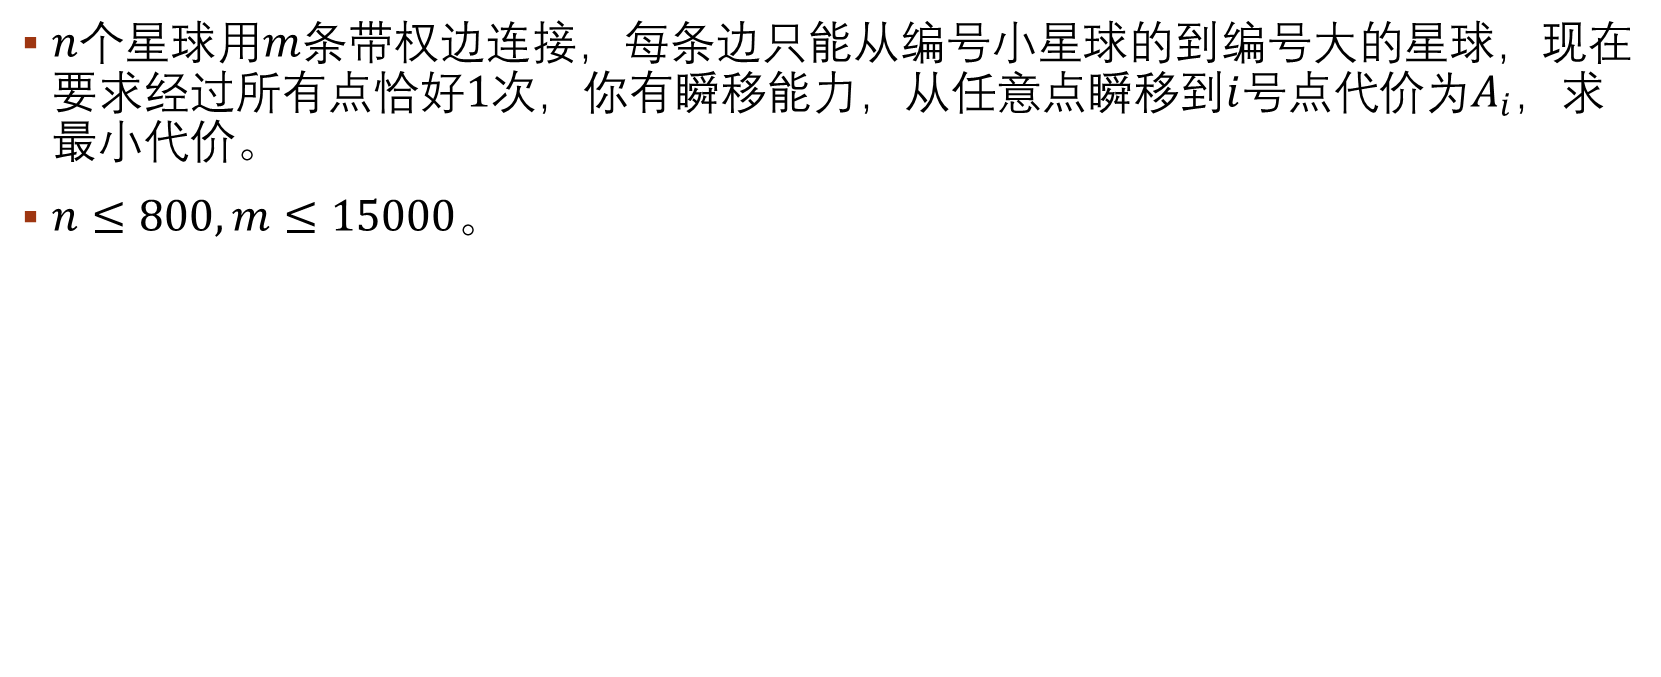 ▪ n个星球用m条带权边连接，每条边只能从编号小星球的到编号大的星球，现在
要求经过所有点恰好1次，你有瞬移能力，从任意点瞬移到i号点代价为Aᵢ，求
最小代价。
▪ n ≤ 800, m ≤ 15000。